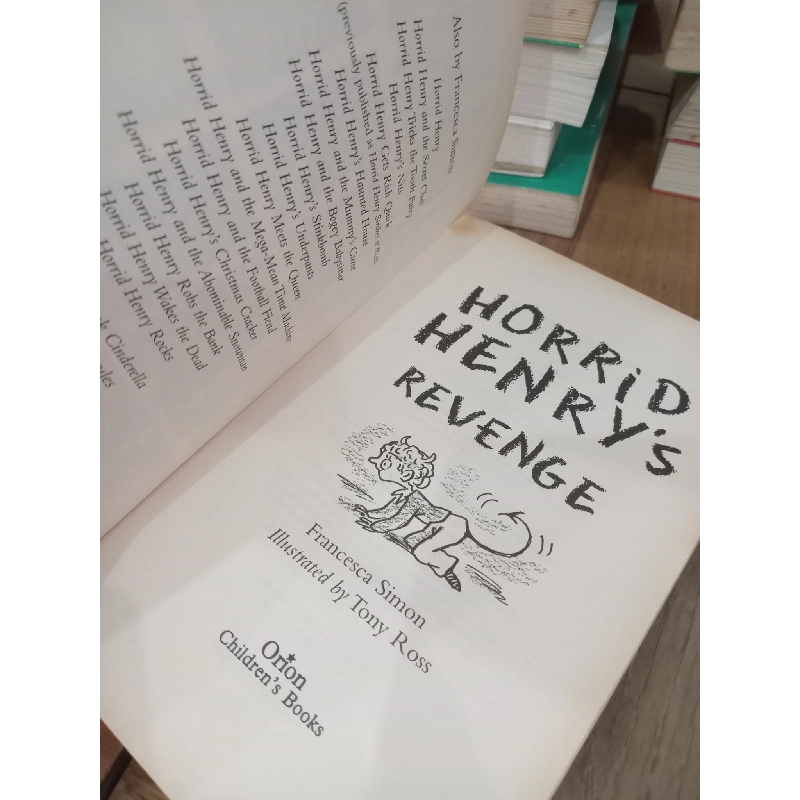 Also by Francesca Simon
Horrid Henry
Horrid Henry and the Secret Club
Horrid Henry Tricks the Tooth Fairy
Horrid Henry's Nits
Horrid Henry Gets Rich Quick
(previously published as Horrid Henry Strikes it Rich)
Horrid Henry's Haunted House
Horrid Henry and the Mummy's Curse
Horrid Henry and the Bogey Babysitter
Horrid Henry's Stinkbomb
Horrid Henry's Underpants
Horrid Henry Meets the Queen
Horrid Henry and the Mega-Mean Time Machine
Horrid Henry and the Football Fiend
Horrid Henry's Christmas Cracker
Horrid Henry and the Abominable Snowman
Horrid Henry Robs the Bank
Horrid Henry Wakes the Dead
Horrid Henry Rocks
Cinderella
HORRiD
HENRY'S
REVENGE
Francesca Simon
Illustrated by Tony Ross
Orion
Children's Books